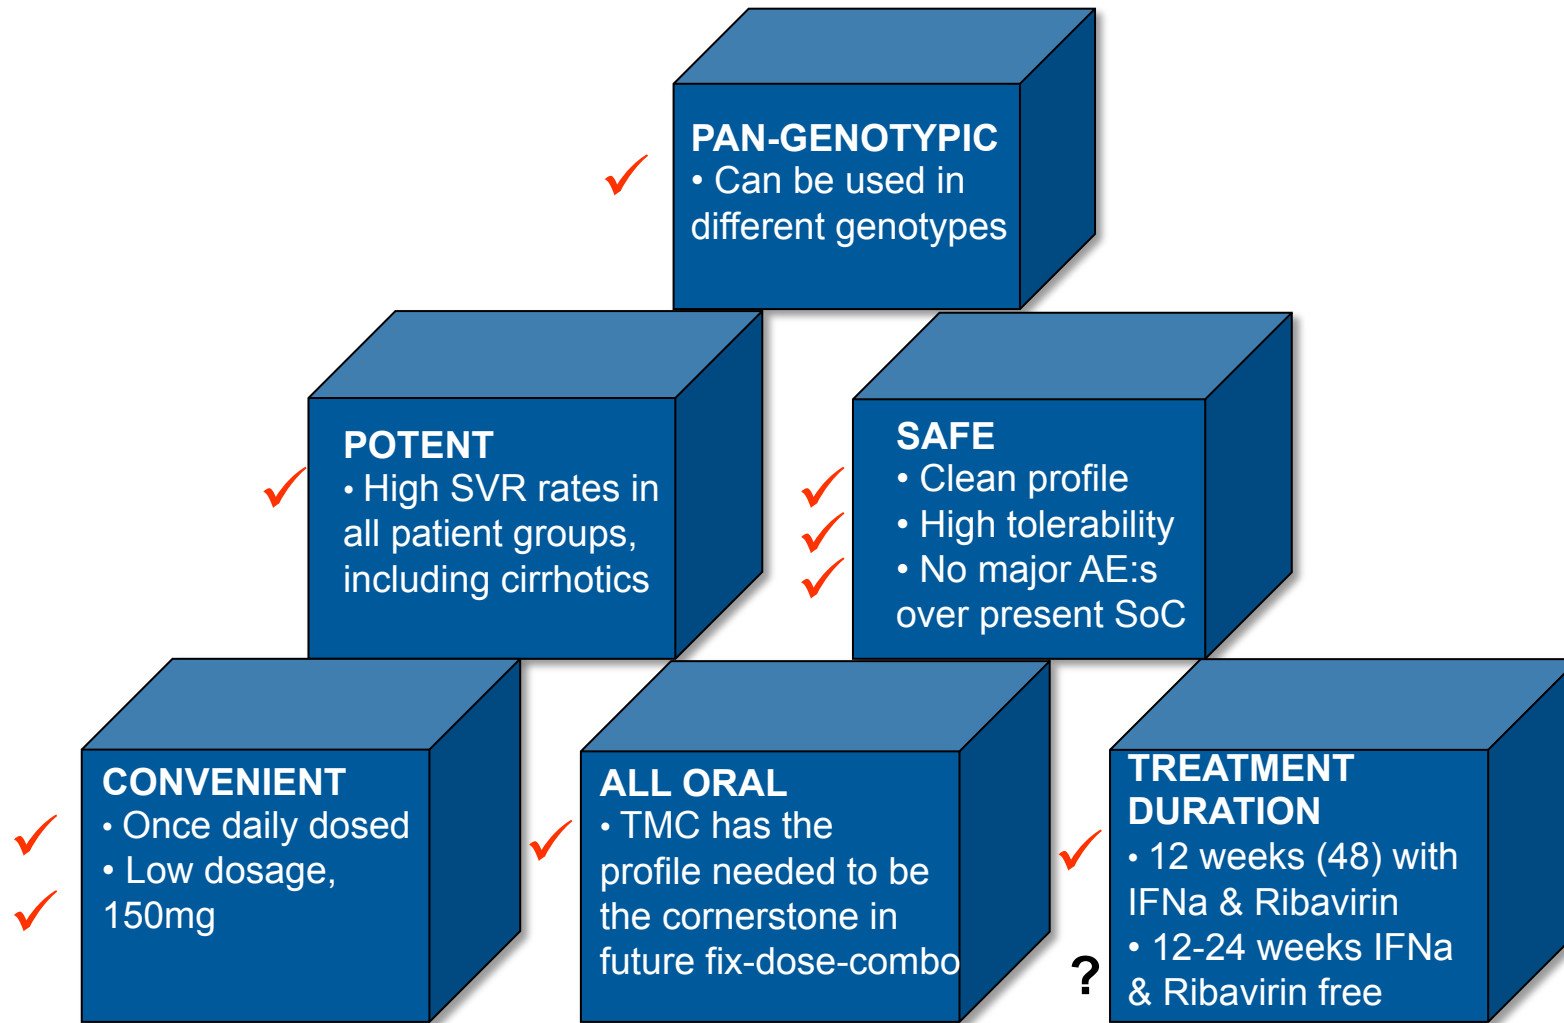 PAN-GENOTYPIC
• Can be used in
different genotypes
POTENT
• High SVR rates in
all patient groups,
including cirrhotics
SAFE
• Clean profile
• High tolerability
• No major AE:s
over present SoC
CONVENIENT
• Once daily dosed
• Low dosage,
150mg
ALL ORAL
• TMC has the
profile needed to be
the cornerstone in
future fix-dose-combo
TREATMENT
DURATION
• 12 weeks (48) with
IFNa & Ribavirin
• 12-24 weeks IFNa
& Ribavirin free
?